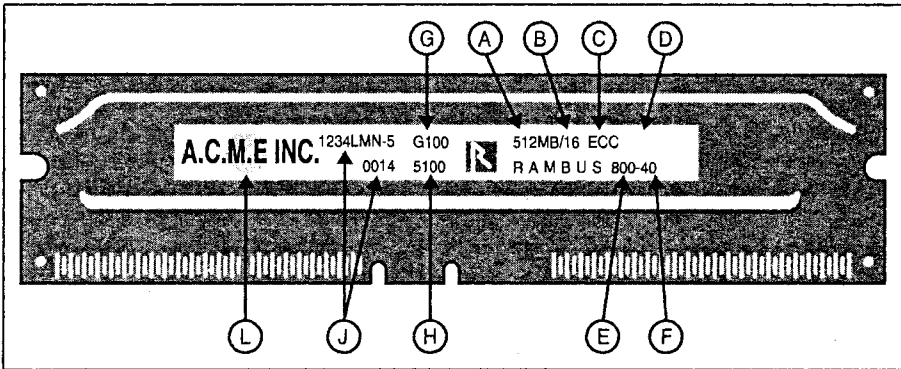 G A B C D
A.C.M.E INC. 1234LMN-5 G100 R 512MB/16 ECC
0014 5100 RAMBUS 800-40
L J H E F